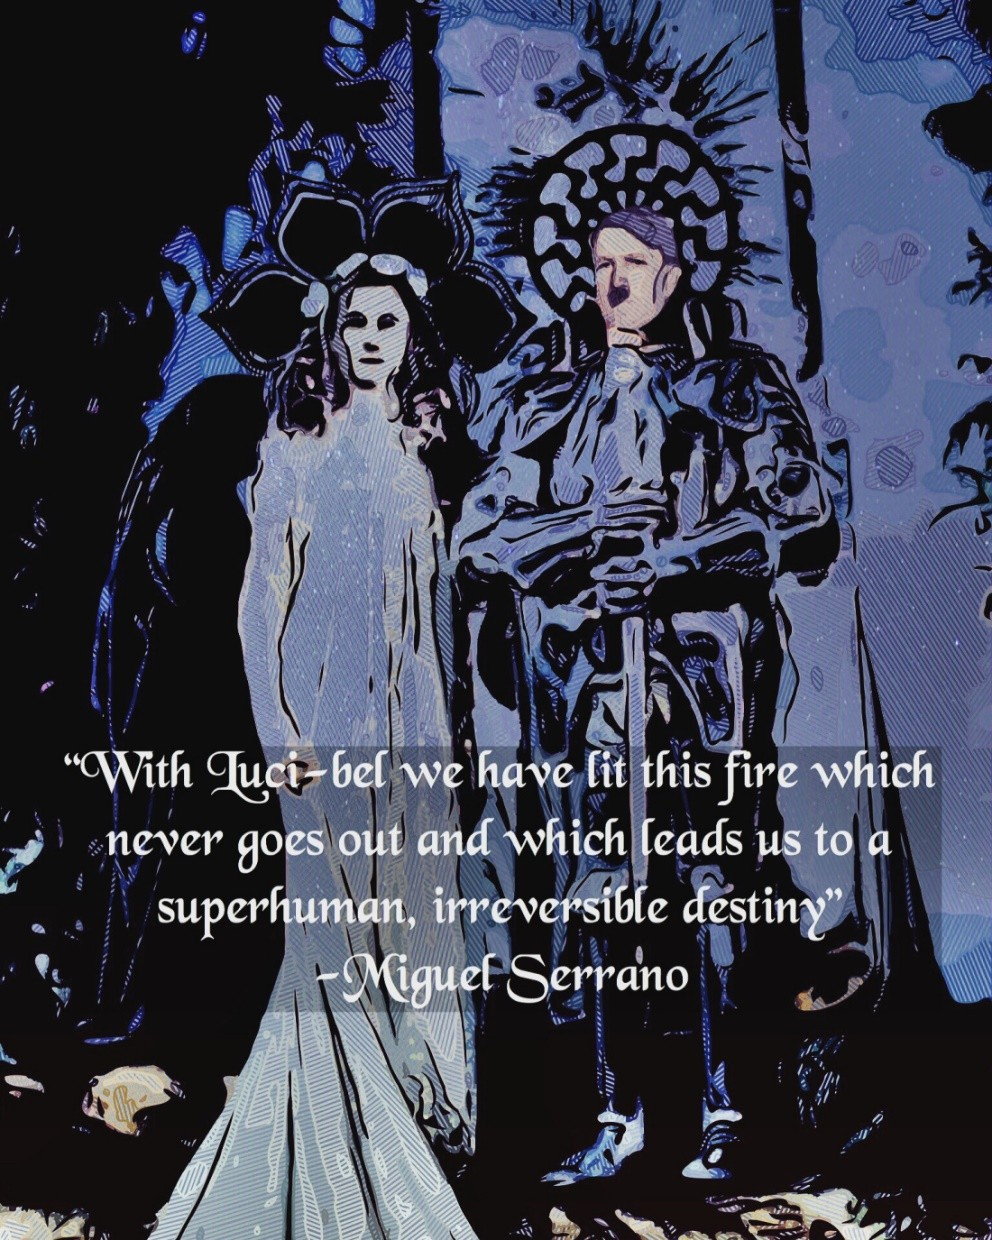 “With Luci-bel we have lit this fire which
never goes out and which leads us to a
superhuman, irreversible destiny”
-Miguel Serrano